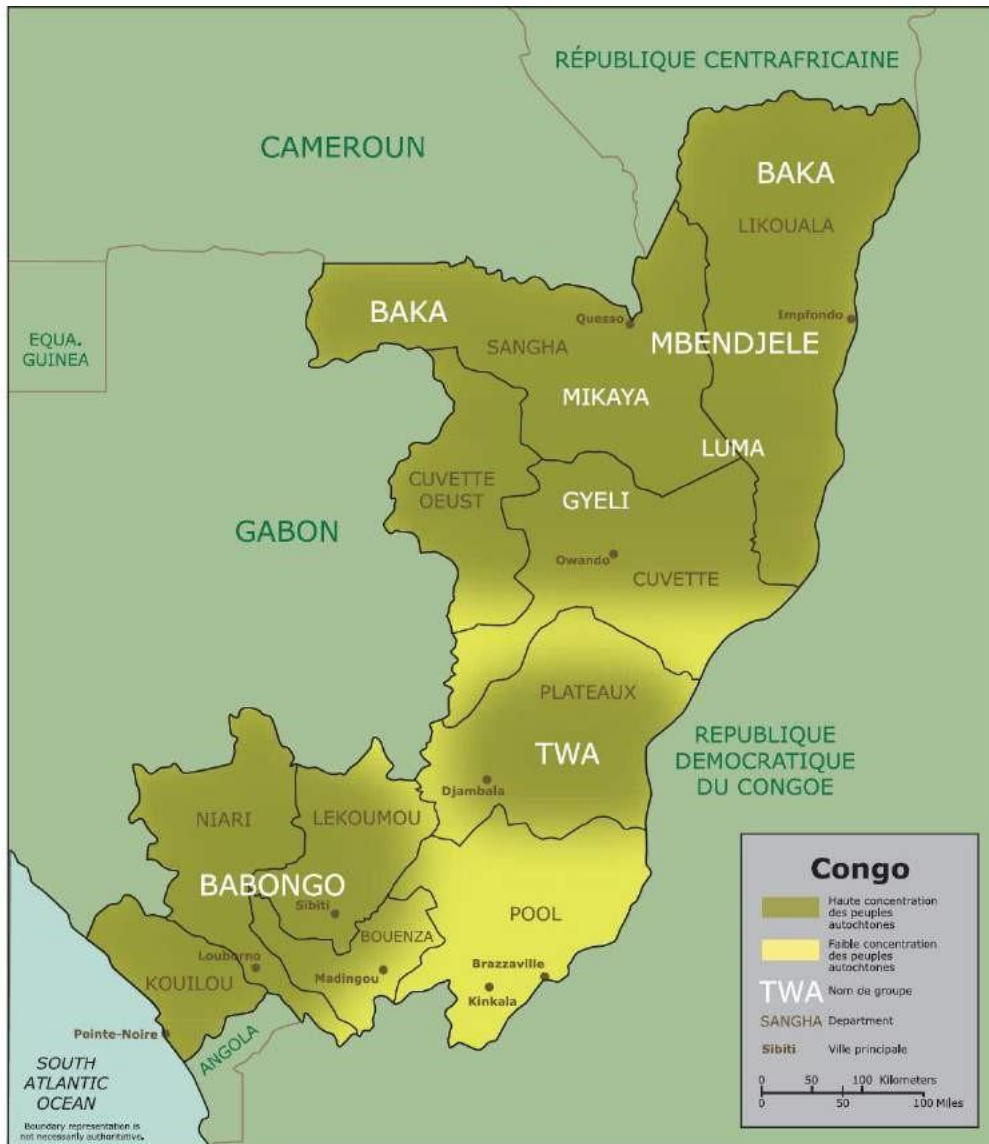 RÉPUBLIQUE CENTRAFRICAINE
CAMEROUN
BAKA
LIKOUALA
BAKA
Quesso
Impfondo
EQUA.
GUINEA
SANGHA
MBENDJELE
MIKAYA
LUMA
CUVETTE
OEUST
GYELI
GABON
Owando
CUVETTE
PLATEAUX
REPUBLIQUE
DEMOCRATIQUE
DU CONGOE
TWA
Djambala
NIARI
LEKOUMOU
BABONGO
Sibiti
POOL
BOUENZA
Loubomo
Madingou
Brazzaville
KOUILOU
Kinkala
Pointe-Noire
ANGOLA
SOUTH
ATLANTIC
OCEAN
Boundary representation is
not necessarily authoritative.
Congo
Haute concentration
des peuples
autochtones
Faible concentration
des peuples
autochtones
TWA Nom de groupe
SANGHA Department
Sibiti Ville principale
0 50 100 Kilometers
0 50 100 Miles